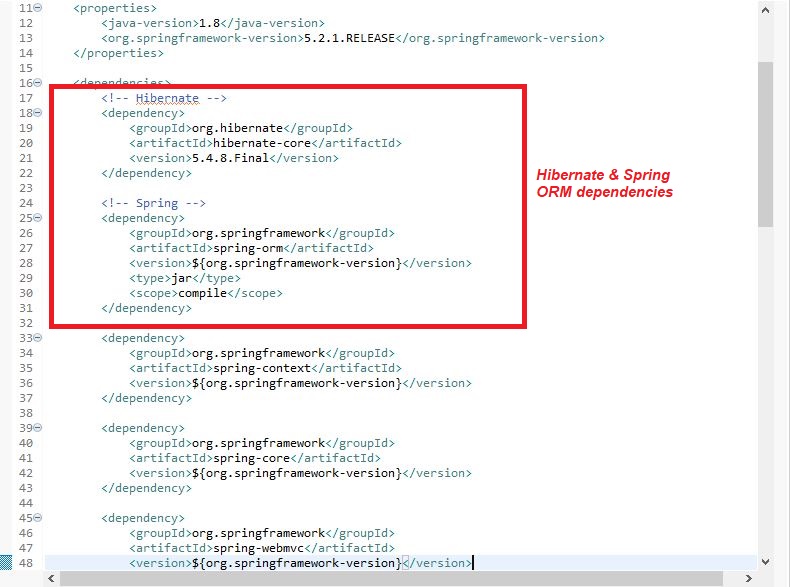 11 <properties>
12 <java-version>1.8</java-version>
13 <org.springframework-version>5.2.1.RELEASE</org.springframework-version>
14 </properties>
15
16 <dependencies>
17 <!-- Hibernate -->
18 <dependency>
19 <groupId>org.hibernate</groupId>
20 <artifactId>hibernate-core</artifactId>
21 <version>5.4.8.Final</version>
22 </dependency>
23
24 <!-- Spring -->
25 <dependency>
26 <groupId>org.springframework</groupId>
27 <artifactId>spring-orm</artifactId>
28 <version>${org.springframework-version}</version>
29 <type>jar</type>
30 <scope>compile</scope>
31 </dependency>
32
33 <dependency>
34 <groupId>org.springframework</groupId>
35 <artifactId>spring-context</artifactId>
36 <version>${org.springframework-version}</version>
37 </dependency>
38
39 <dependency>
40 <groupId>org.springframework</groupId>
41 <artifactId>spring-core</artifactId>
42 <version>${org.springframework-version}</version>
43 </dependency>
44
45 <dependency>
46 <groupId>org.springframework</groupId>
47 <artifactId>spring-webmvc</artifactId>
48 <version>${org.springframework-version}</version>
Hibernate & Spring
ORM dependencies